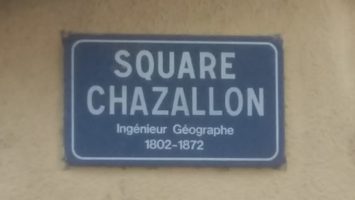 SQUARE
CHAZALLON
Ingénieur Géographe
1802-1872